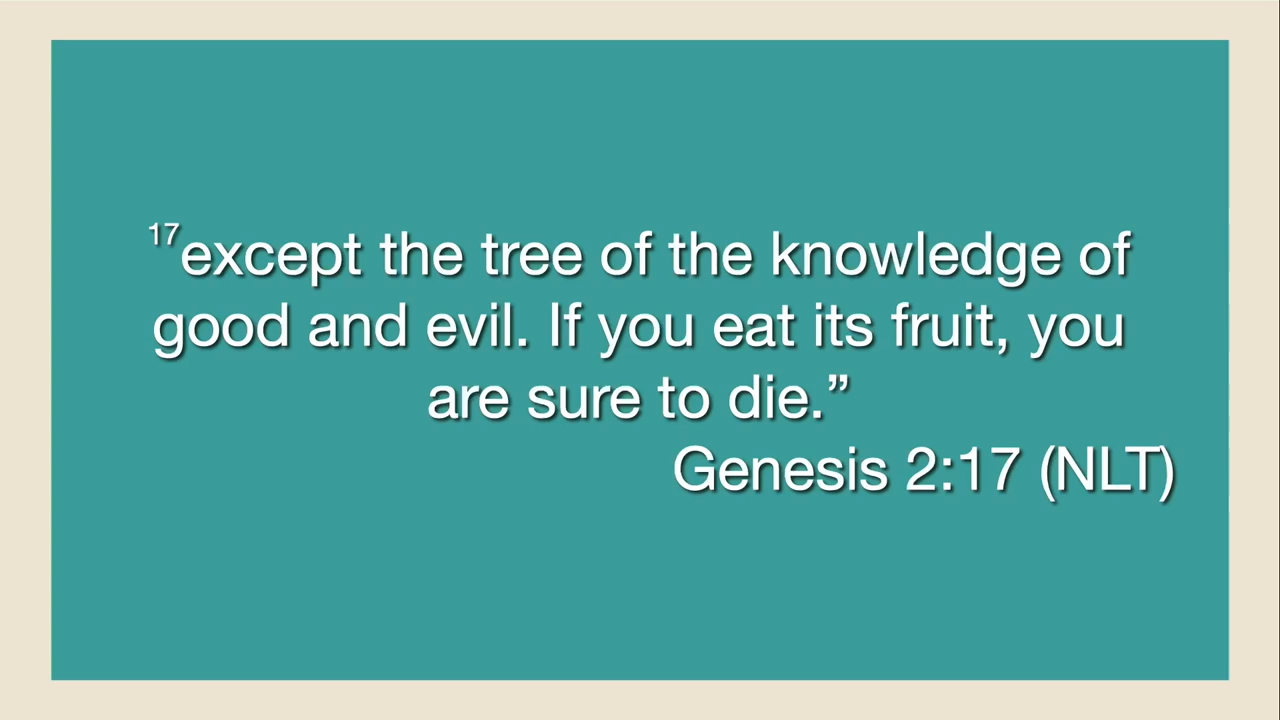 17except the tree of the knowledge of
good and evil. If you eat its fruit, you
are sure to die.”
Genesis 2:17 (NLT)